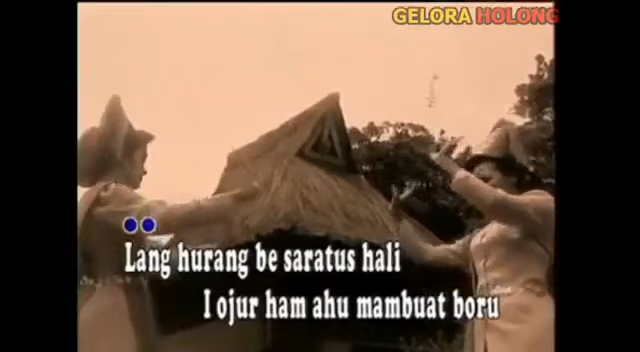 GELORA HOLONG
Lang hurang be saratus hali
I ojur ham ahu mambuat boru